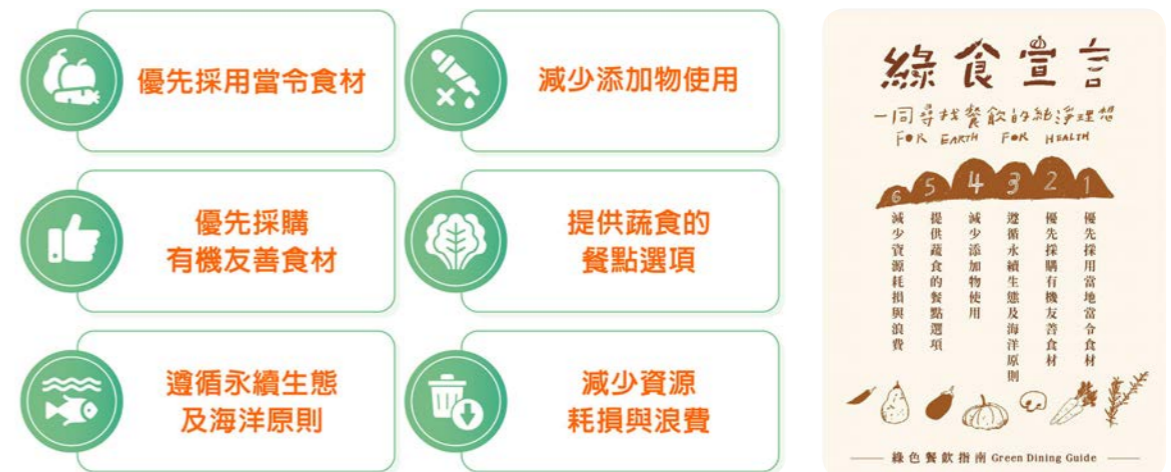 優先採用當令食材
減少添加物使用
優先採購
有機友善食材
提供蔬食的
餐點選項
遵循永續生態
及海洋原則
減少資源
耗損與浪費
綠食宣言
一同尋找餐飲的純淨理想
FOR EARTH FOR HEALTH
1
優先採用當地當令食材
2
優先採購有機友善食材
3
遵循永續生態及海洋原則
4
減少添加物使用
5
提供蔬食的餐點選項
6
減少資源耗損與浪費
綠色餐飲指南 Green Dining Guide